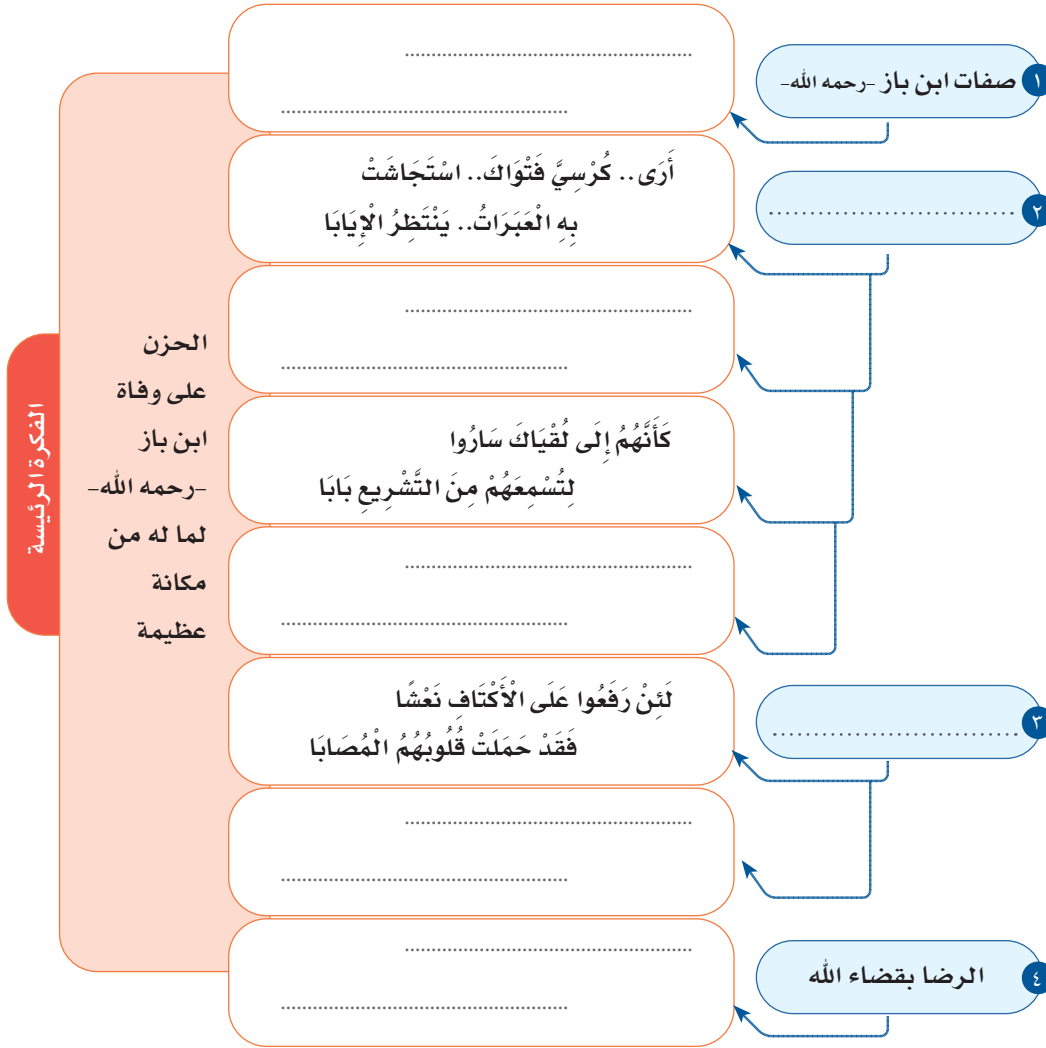 ١ صفات ابن باز -رحمه الله-
................................................
................................................
٢ ............................
أَرَى.. كُرْسِيَّ فَتْوَاكَ.. اسْتَجَاشَتْ
بِهِ الْعَبَرَاتُ.. يَنْتَظِرُ الْإِيَابَا
................................................
................................................
كَأَنَّهُمُ إِلَى لُقْيَاكَ سَارُوا
لِتُسْمِعَهُمْ مِنَ التَّشْرِيعِ بَابَا
................................................
................................................
٣ ............................
لَئِنْ رَفَعُوا عَلَى الْأَكْتَافِ نَعْشًا
فَقَدْ حَمَلَتْ قُلُوبُهُمُ الْمُصَابَا
................................................
................................................
٤ الرضا بقضاء الله
................................................
................................................
الحزن
على وفاة
ابن باز
-رحمه الله-
لما له من
مكانة
عظيمة
الفكرة الرئيسة